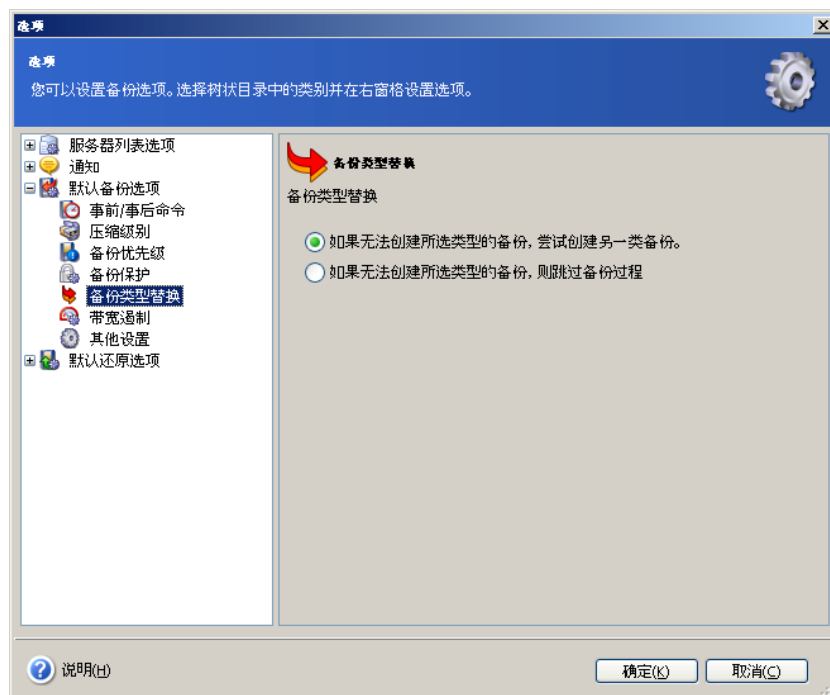 选项
选项
您可以设置备份选项。选择树状目录中的类别并在右窗格设置选项。
服务器列表选项
通知
默认备份选项
事前/事后命令
压缩级别
备份优先级
备份保护
备份类型替换
带宽遏制
其他设置
默认还原选项
备份类型替换
备份类型替换
如果无法创建所选类型的备份, 尝试创建另一类备份。
如果无法创建所选类型的备份, 则跳过备份过程
说明(H)
确定(K)
取消(C)